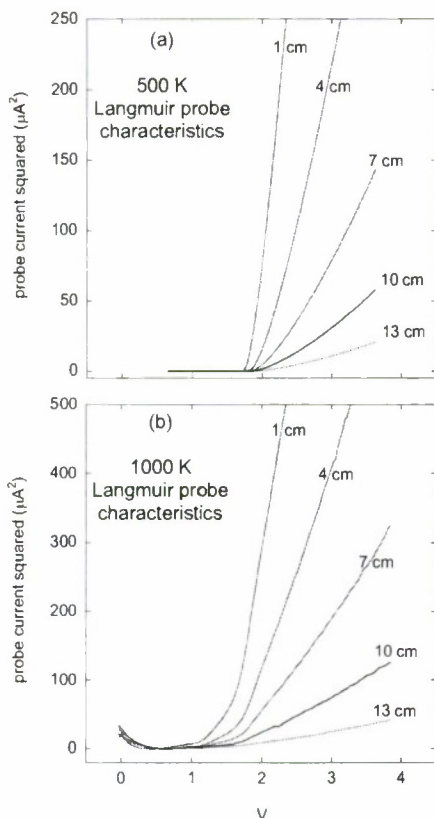 (a)
500 K
Langmuir probe
characteristics
probe current squared (μA²)
250
200
150
100
50
0
1 cm
4 cm
7 cm
10 cm
13 cm
(b)
1000 K
Langmuir probe
characteristics
probe current squared (μA²)
500
400
300
200
100
0
1 cm
4 cm
7 cm
10 cm
13 cm
0 1 2 3 4
V